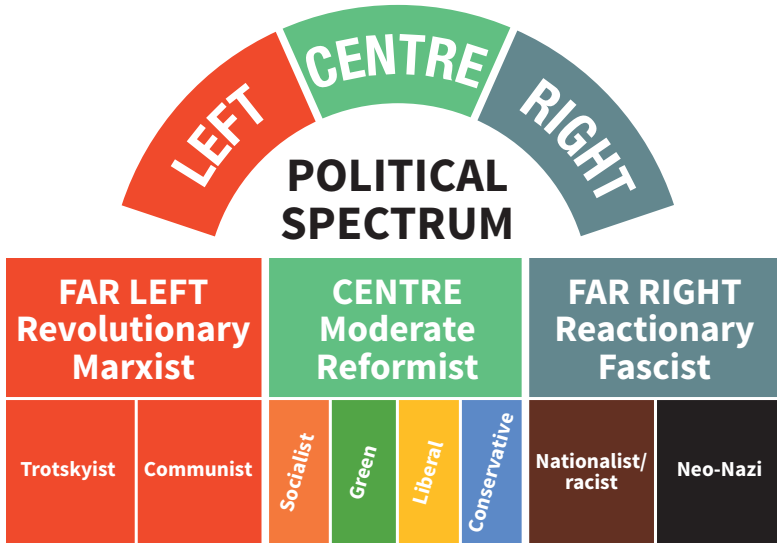 LEFT
CENTRE
RIGHT
POLITICAL
SPECTRUM
FAR LEFT
Revolutionary
Marxist
CENTRE
Moderate
Reformist
FAR RIGHT
Reactionary
Fascist
Trotskyist
Communist
Socialist
Green
Liberal
Conservative
Nationalist/
racist
Neo-Nazi